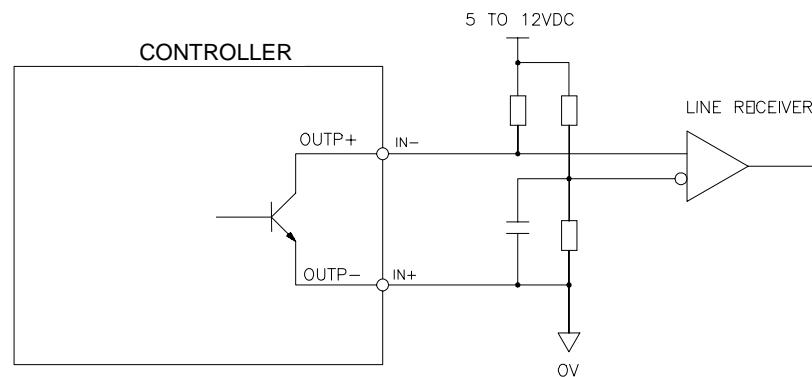 5 TO 12VDC
CONTROLLER
LINE RECEIVER
OUTP+
IN-
OUTP-
IN+
0V